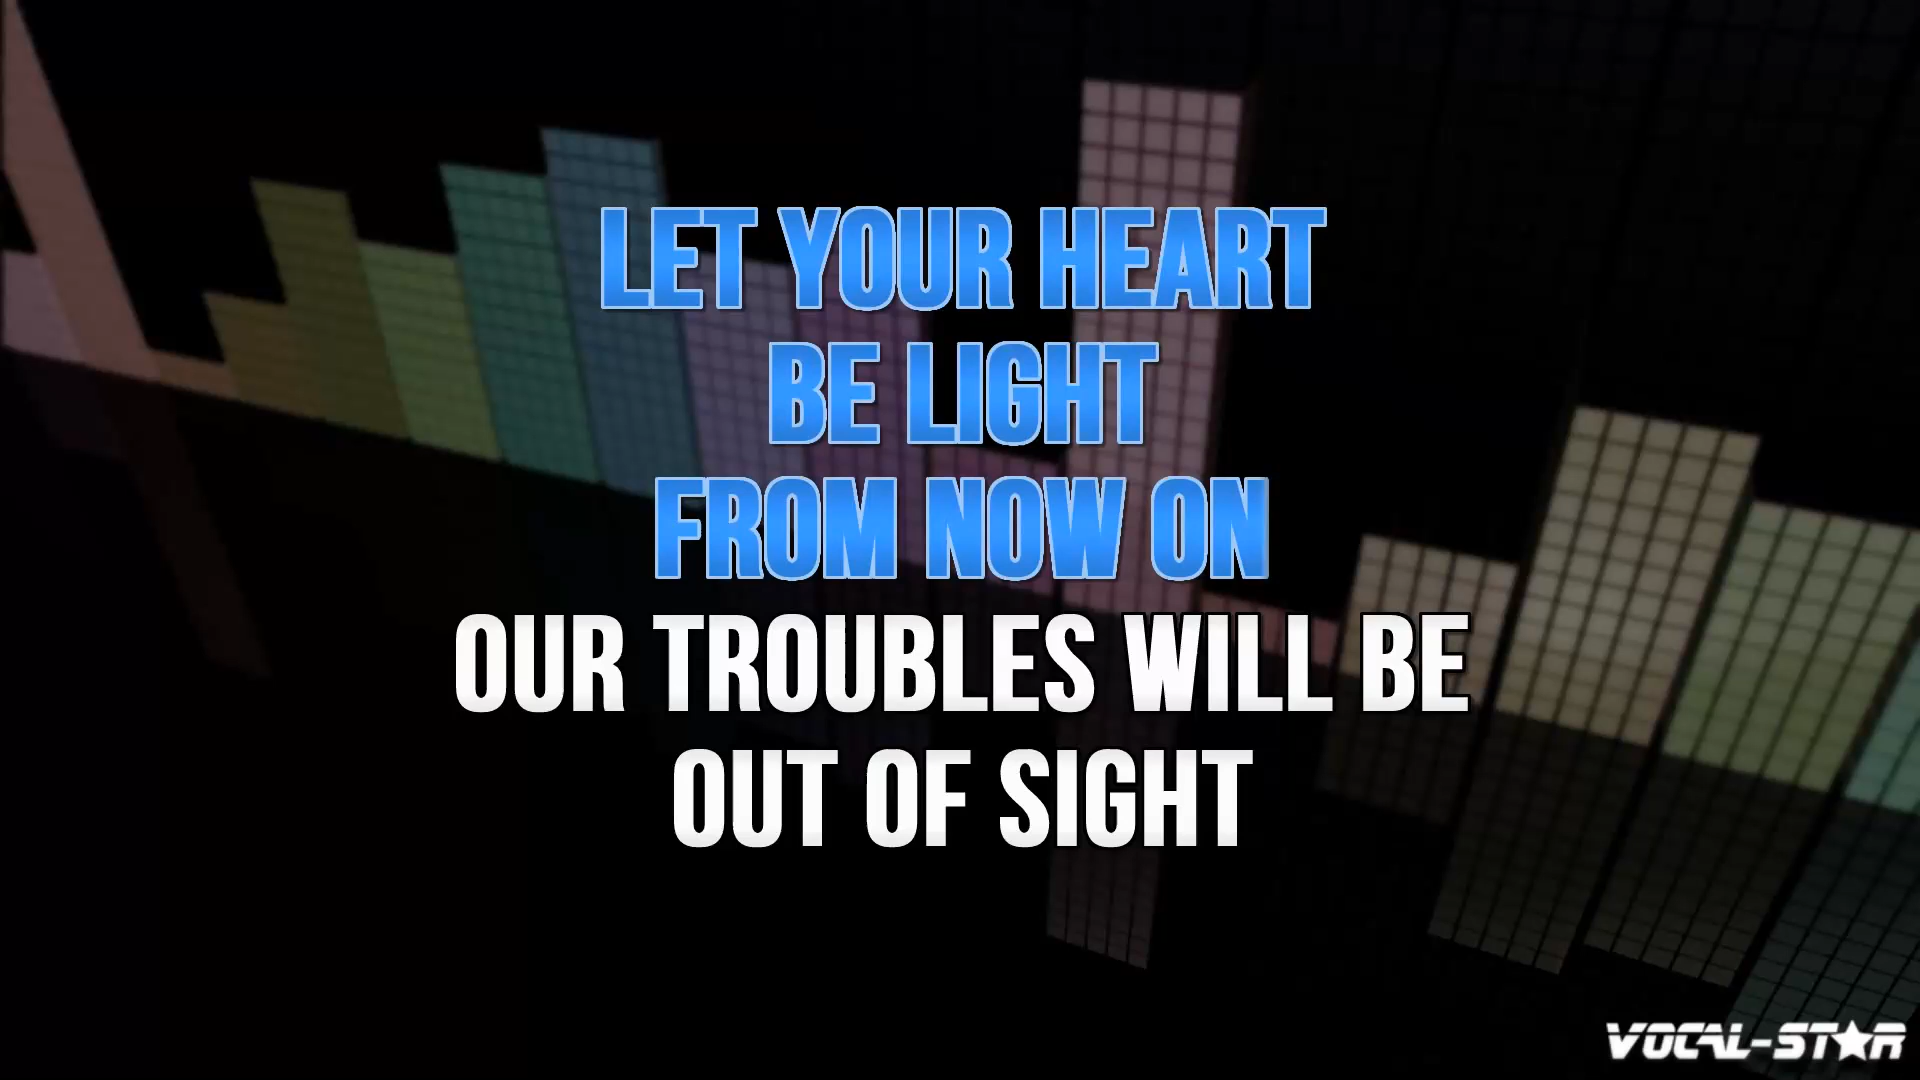 LET YOUR HEART
BE LIGHT
FROM NOW ON
OUR TROUBLES WILL BE
OUT OF SIGHT
VOCAL-STAR